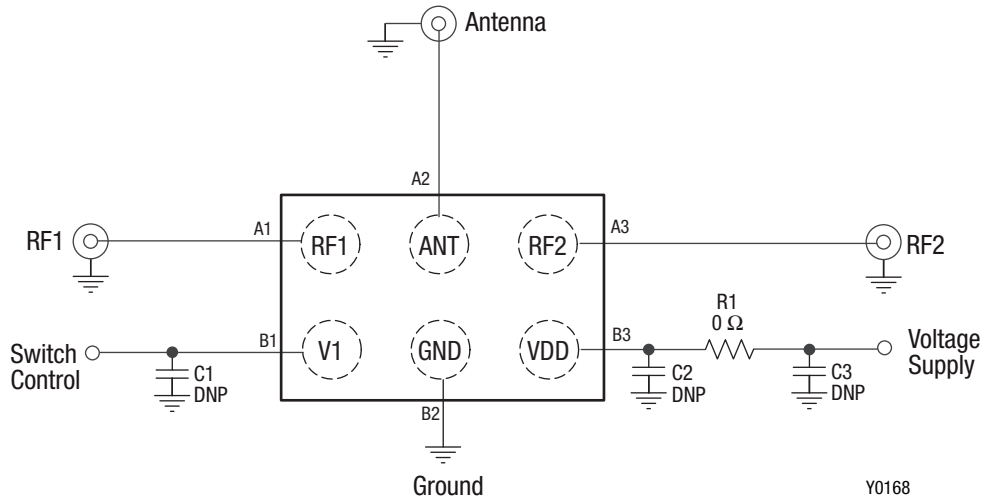 Antenna
A2
A1
A3
RF1
RF1
ANT
RF2
RF2
R1
0 Ω
B1
B3
Switch
Control
V1
GND
VDD
Voltage
Supply
C1
DNP
C2
DNP
C3
DNP
B2
Ground
Y0168